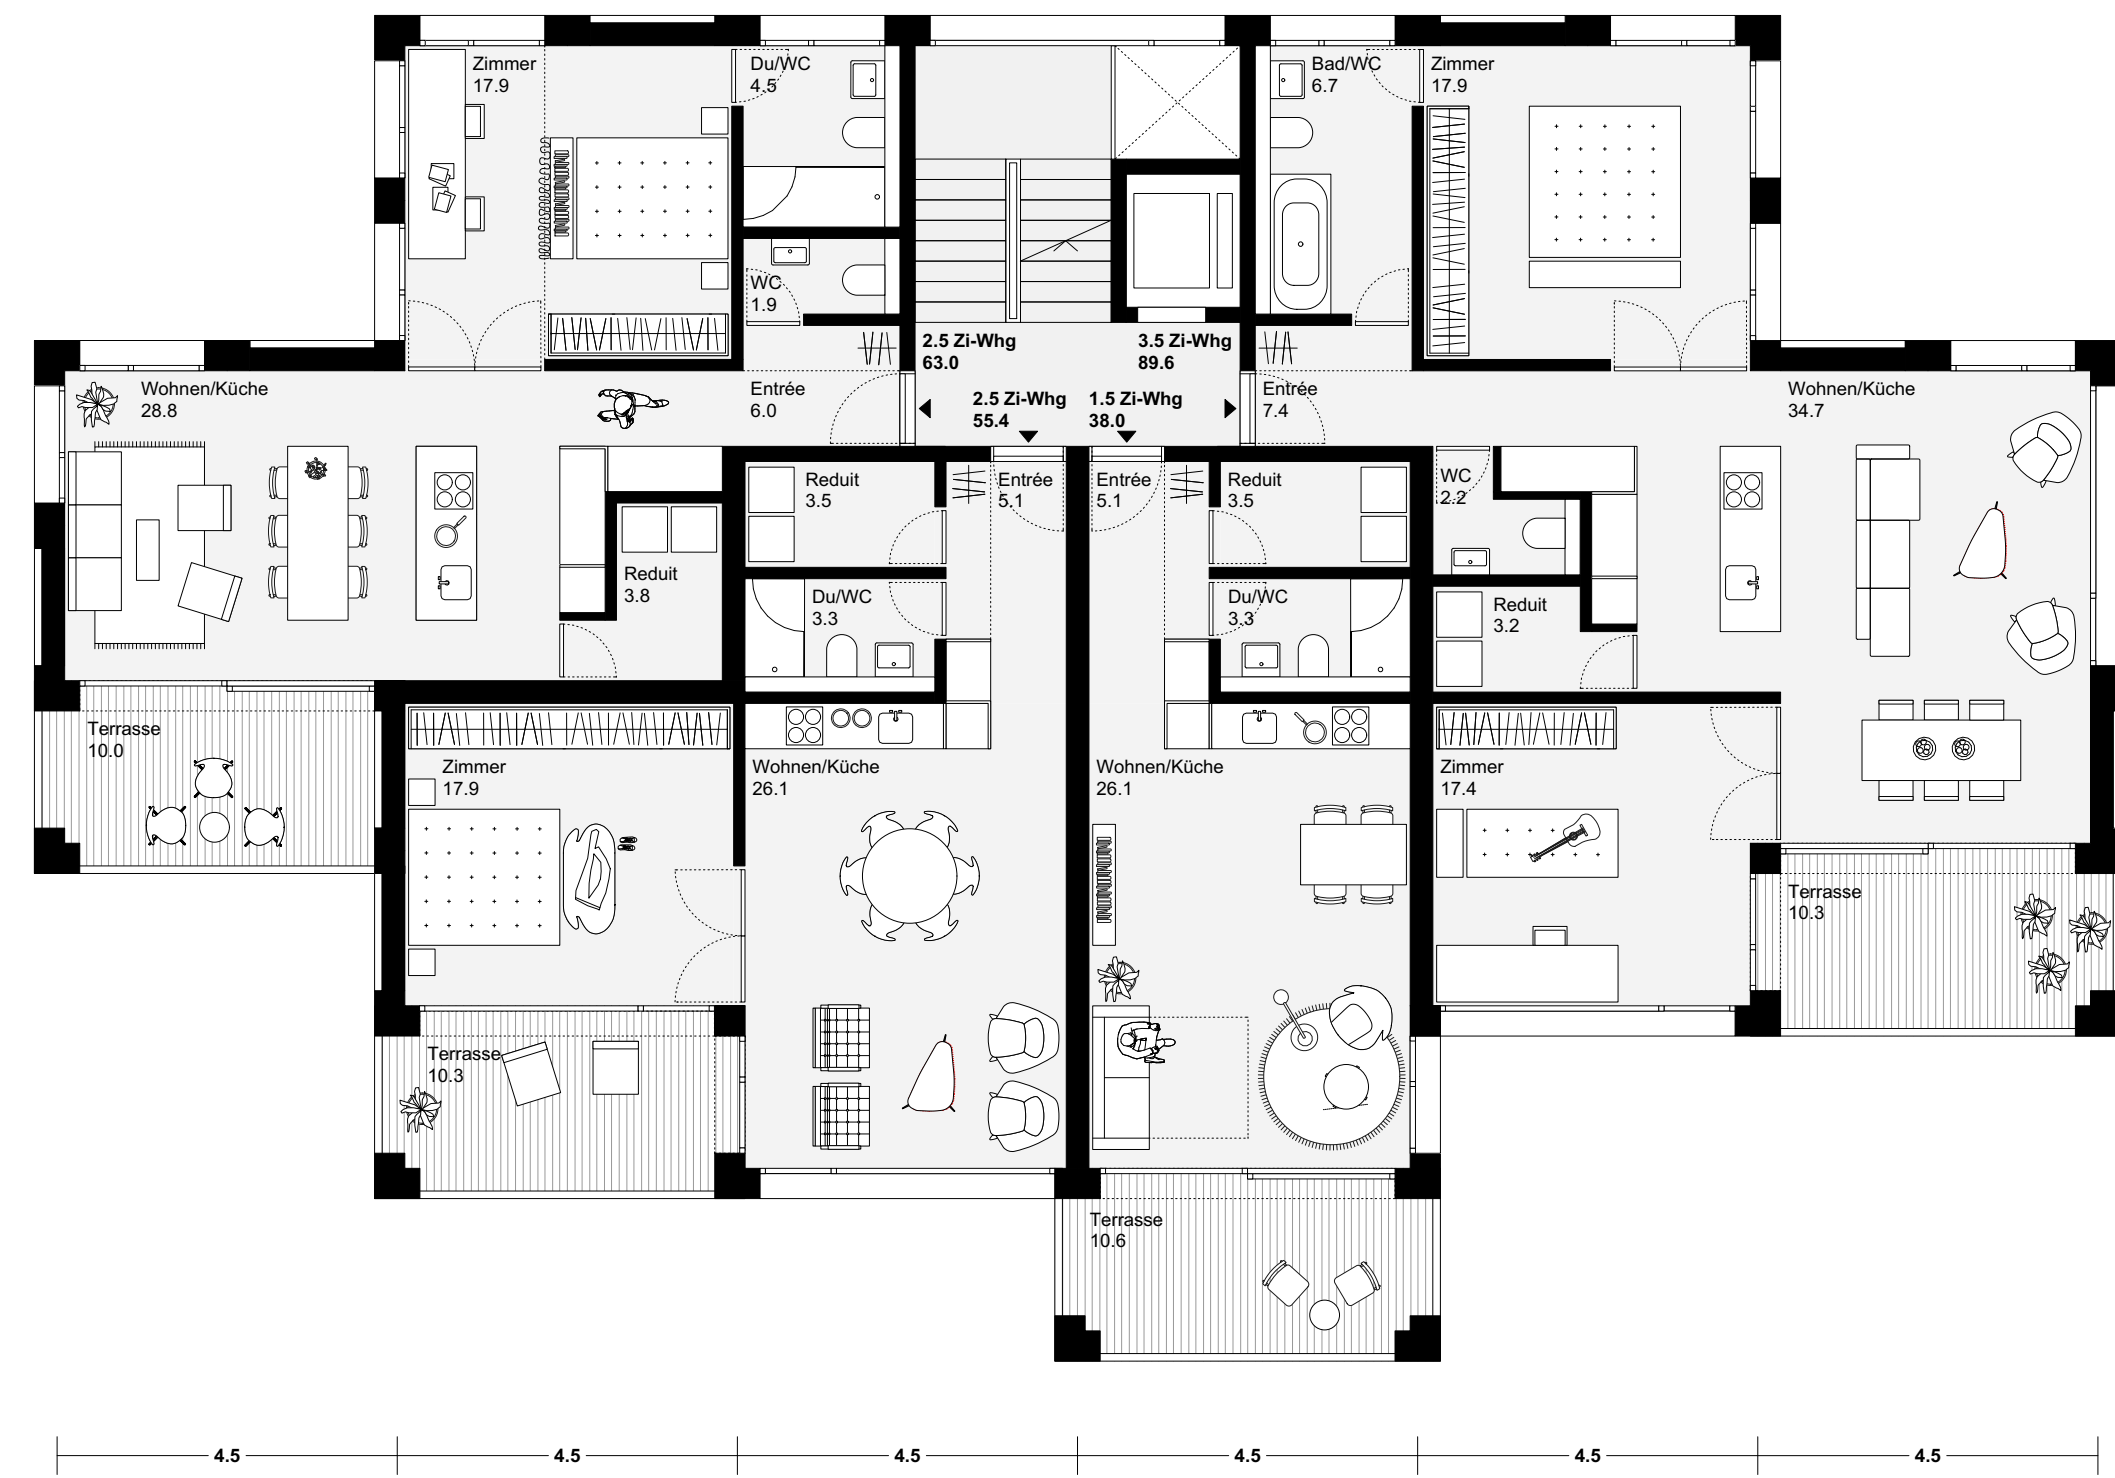 Zimmer
17.9
Du/WC
4.5
Bad/WC
6.7
Zimmer
17.9
WC
1.9
2.5 Zi-Whg
63.0
3.5 Zi-Whg
89.6
Wohnen/Küche
28.8
Entrée
6.0
2.5 Zi-Whg
55.4
1.5 Zi-Whg
38.0
Entrée
7.4
Wohnen/Küche
34.7
Reduit
3.5
Entrée
5.1
Entrée
5.1
Reduit
3.5
WC
2.2
Reduit
3.8
Du/WC
3.3
Du/WC
3.3
Reduit
3.2
Terrasse
10.0
Zimmer
17.9
Wohnen/Küche
26.1
Wohnen/Küche
26.1
Zimmer
17.4
Terrasse
10.3
Terrasse
10.3
Terrasse
10.6
4.5 4.5 4.5 4.5 4.5 4.5